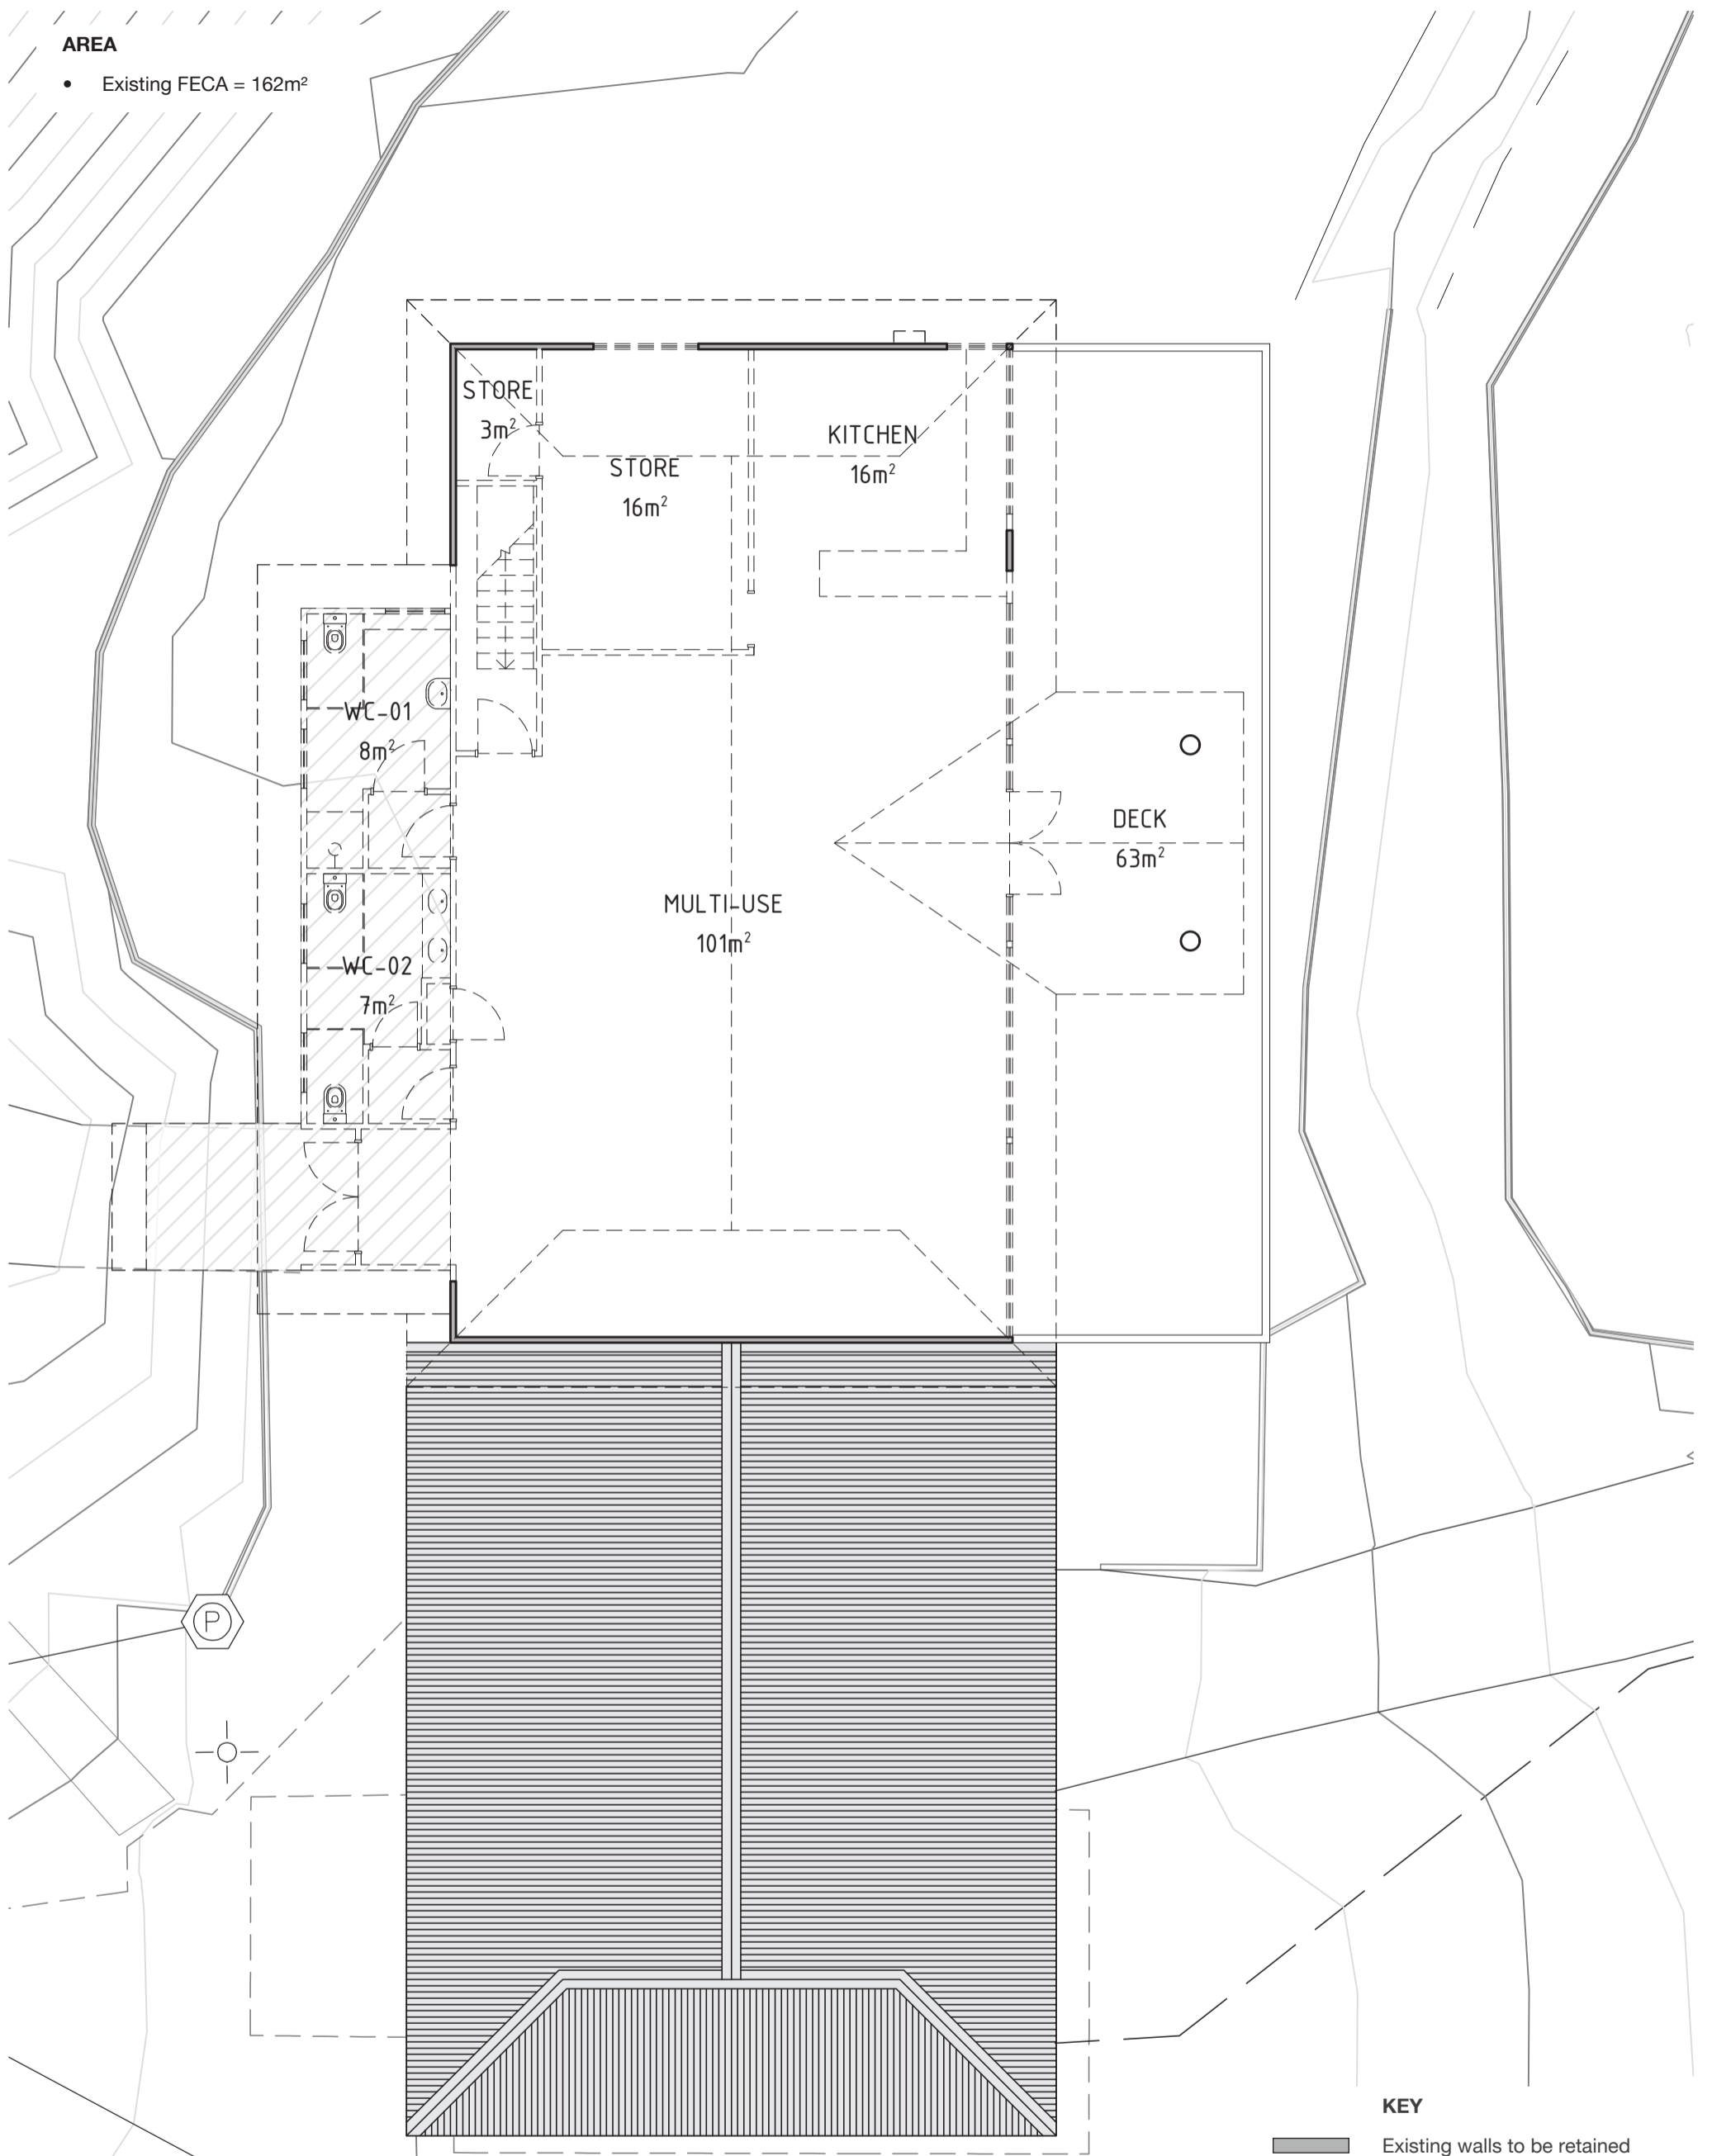 AREA
• Existing FECA = 162m²
STORE
3m²
KITCHEN
16m²
STORE
16m²
WC-01
8m²
DECK
63m²
MULTI-USE
101m²
WC-02
7m²
P
KEY
Existing walls to be retained